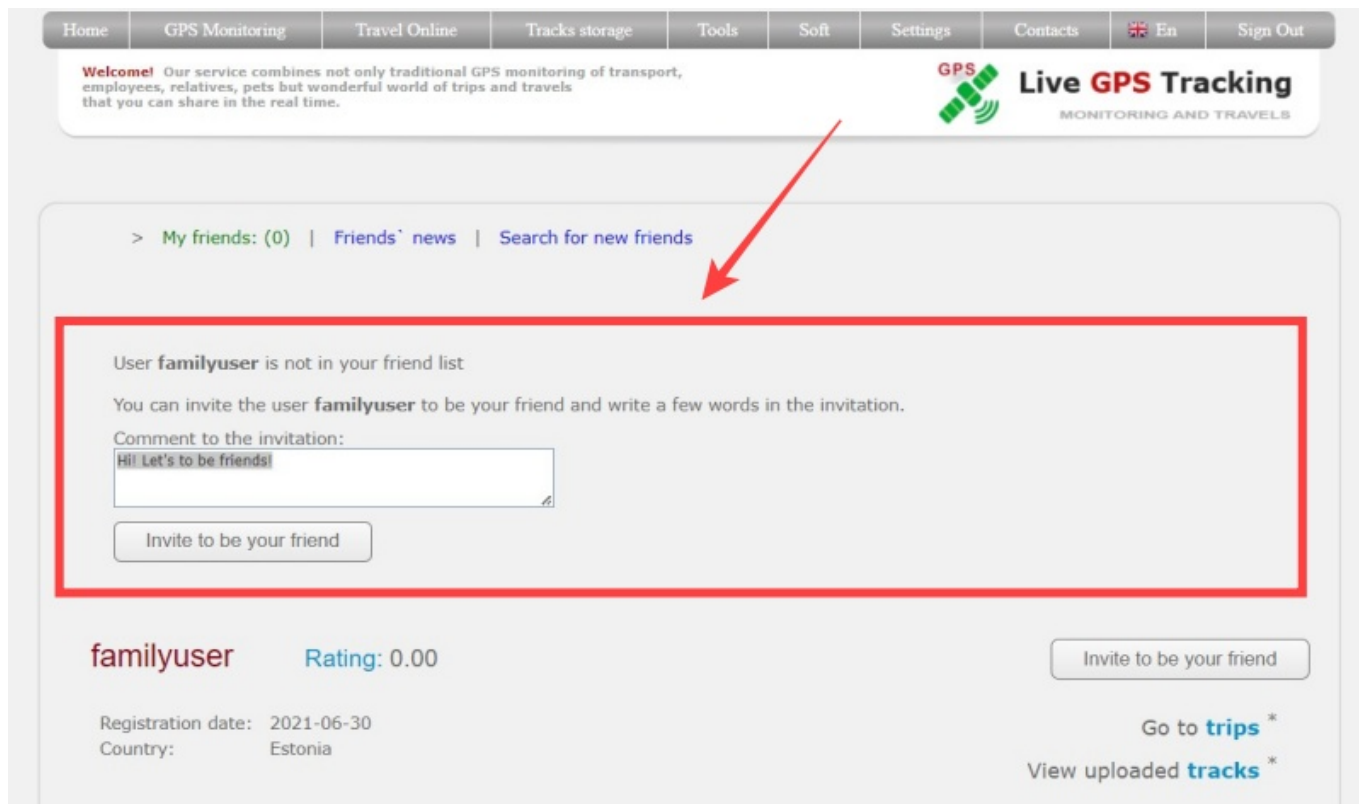 Home GPS Monitoring Travel Online Tracks storage Tools Soft Settings Contacts En Sign Out
Welcome! Our service combines not only traditional GPS monitoring of transport,
employees, relatives, pets but wonderful world of trips and travels
that you can share in the real time.
GPS
Live GPS Tracking
MONITORING AND TRAVELS
> My friends: (0) | Friends` news | Search for new friends
User familyuser is not in your friend list
You can invite the user familyuser to be your friend and write a few words in the invitation.
Comment to the invitation:
Hi! Let's to be friends!
Invite to be your friend
familyuser Rating: 0.00 Invite to be your friend
Registration date: 2021-06-30
Country: Estonia
Go to trips *
View uploaded tracks *